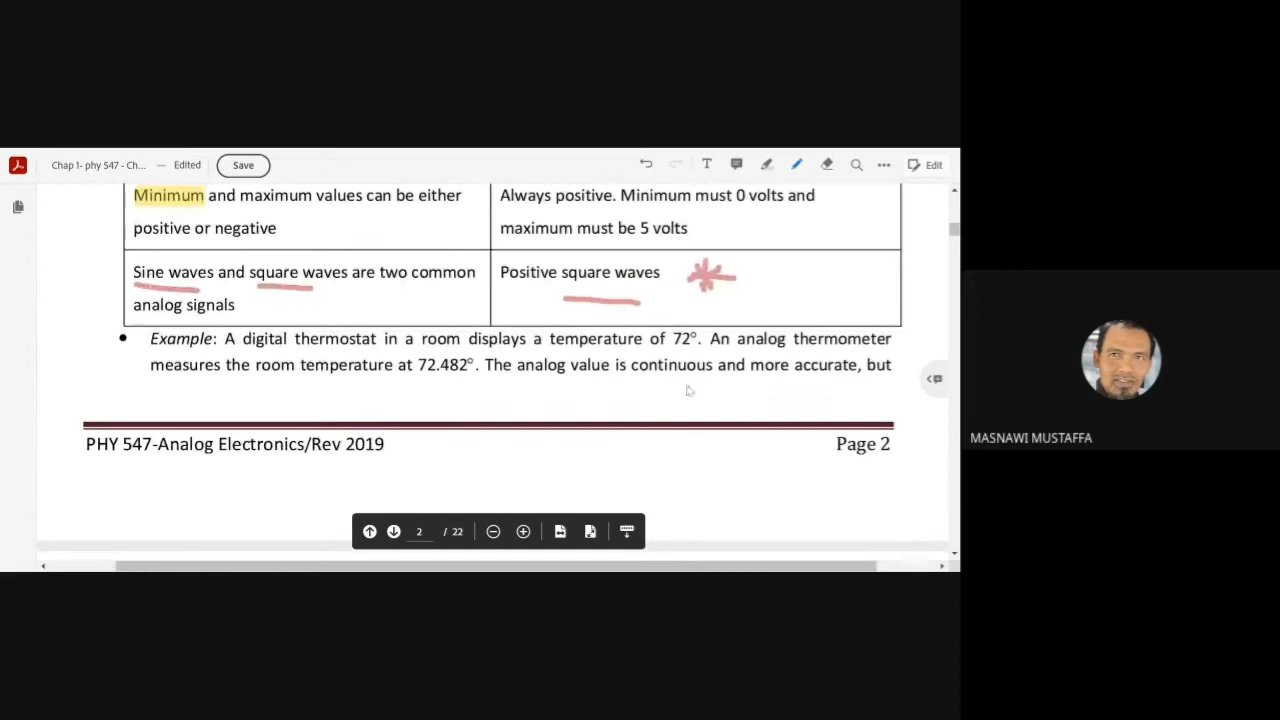 Chap 1- phy 547 - Ch... — Edited Save T ••• Edit
Minimum and maximum values can be either
positive or negative
Always positive. Minimum must 0 volts and
maximum must be 5 volts
Sine waves and square waves are two common
analog signals
Positive square waves
• Example: A digital thermostat in a room displays a temperature of 72°. An analog thermometer
measures the room temperature at 72.482°. The analog value is continuous and more accurate, but
PHY 547-Analog Electronics/Rev 2019 Page 2
2 / 22
MASNAWI MUSTAFFA